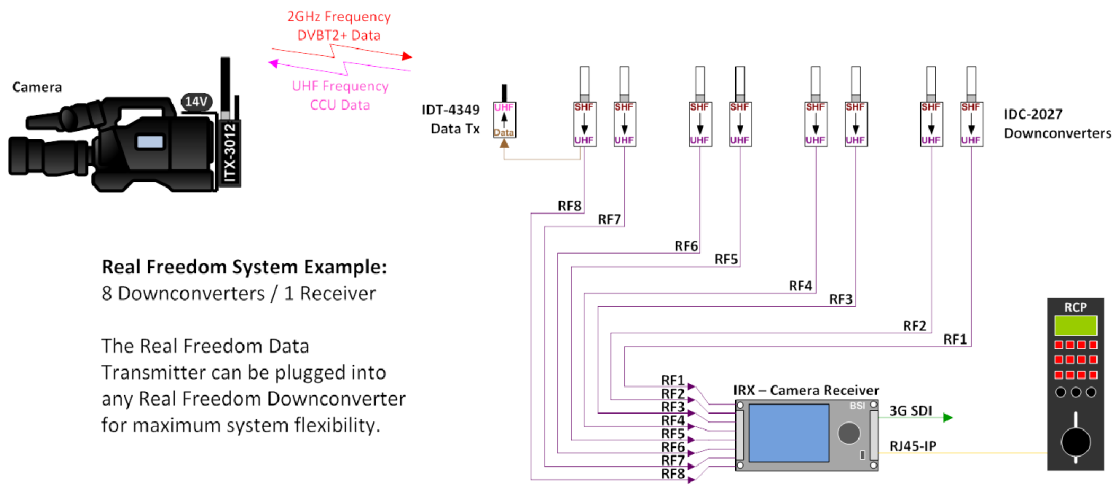 2GHz Frequency
DVBT2+ Data
UHF Frequency
CCU Data
Camera
14V
ITX-3012
IDT-4349
Data Tx
UHF
Data
SHF
UHF
SHF
UHF
SHF
UHF
SHF
UHF
SHF
UHF
SHF
UHF
SHF
UHF
SHF
UHF
IDC-2027
Downconverters
RF8
RF7
RF6
RF5
RF4
RF3
RF2
RF1
Real Freedom System Example:
8 Downconverters / 1 Receiver
The Real Freedom Data
Transmitter can be plugged into
any Real Freedom Downconverter
for maximum system flexibility.
RF1
RF2
RF3
RF4
RF5
RF6
RF7
RF8
IRX – Camera Receiver
BSI
3G SDI
RJ45-IP
RCP